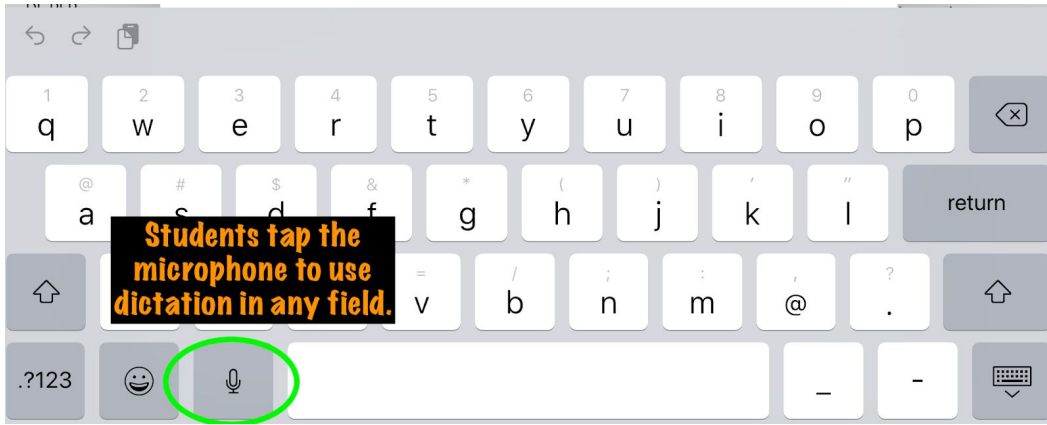 1 2 3 4 5 6 7 8 9 0
q w e r t y u i o p
@ # $ & * ( ) ' "
a s d f g h j k l return
Students tap the
microphone to use
dictation in any field.
= / ; : , ?
v b n m @ .
.?123 _ -